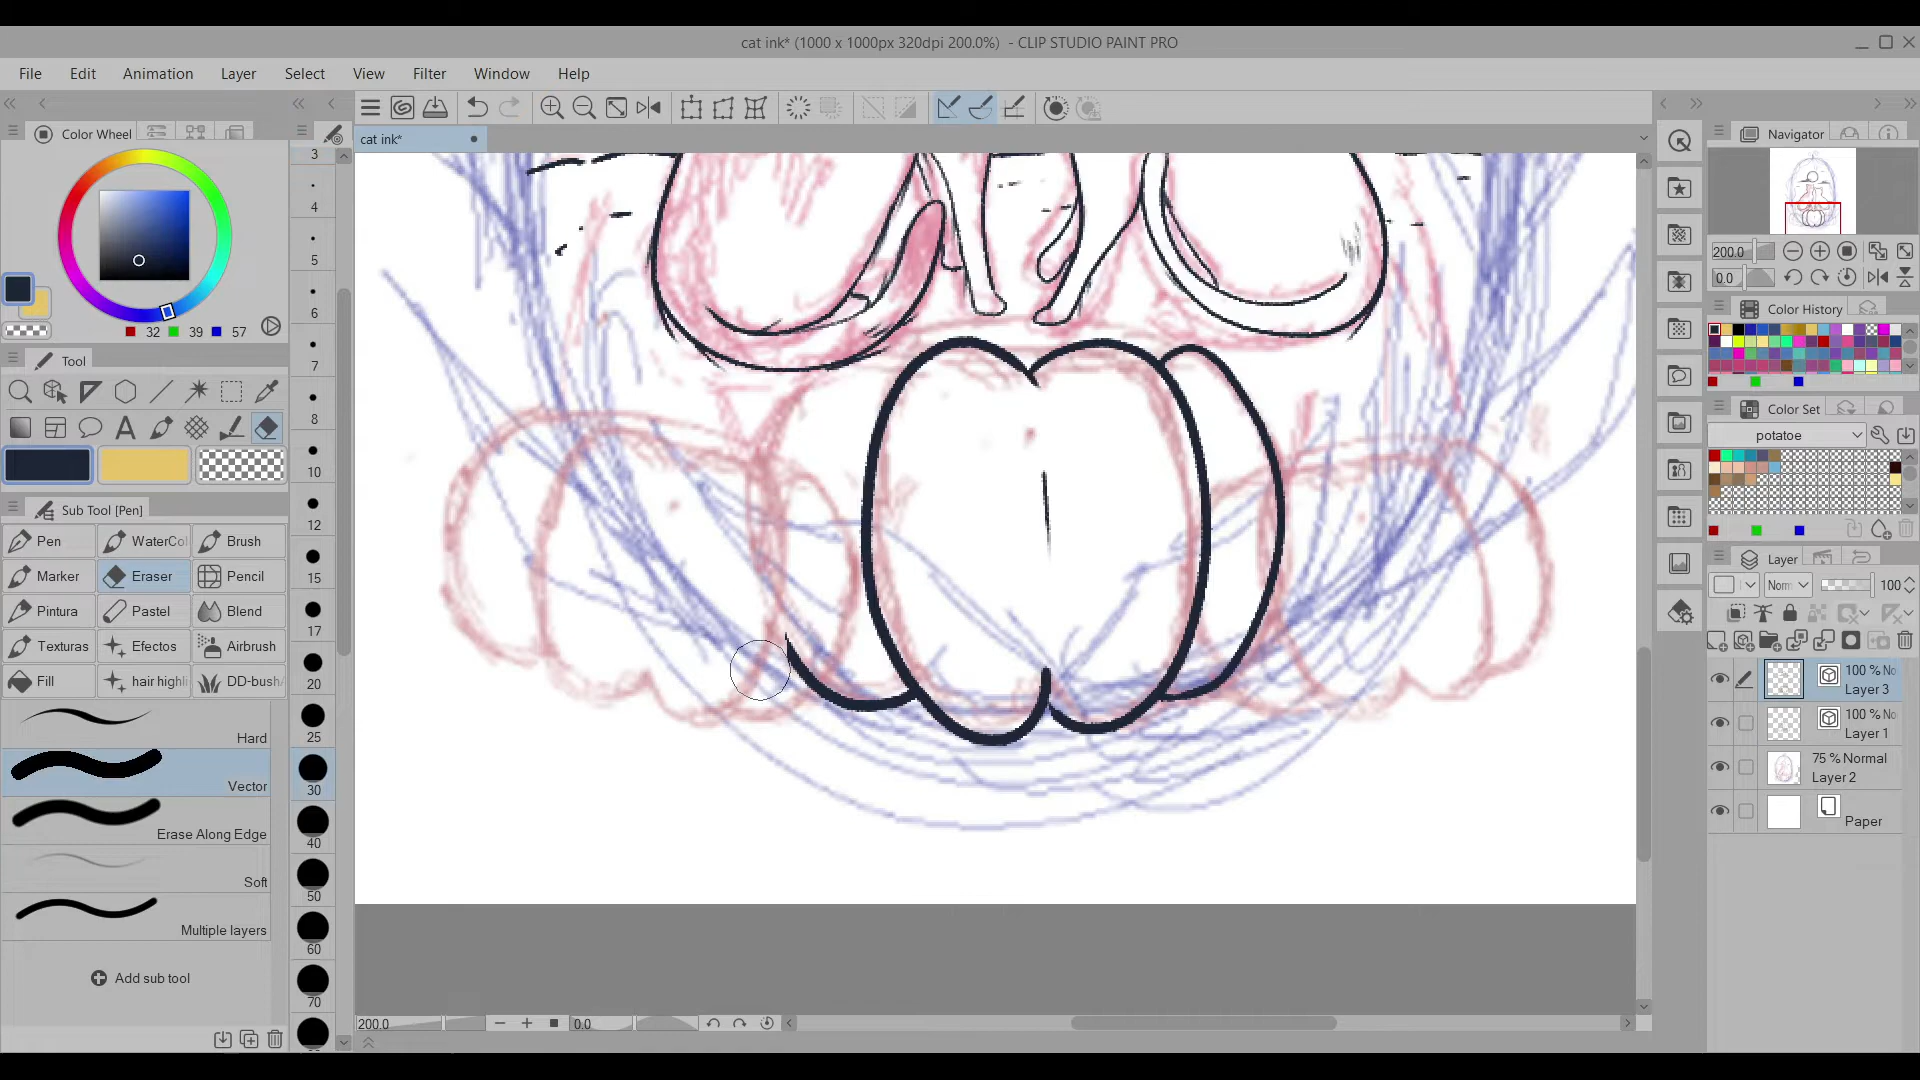 cat ink* (1000 x 1000px 320dpi 200.0%) - CLIP STUDIO PAINT PRO
File Edit Animation Layer Select View Filter Window Help
Color Wheel
cat ink*
Navigator
3
4
5
6
7
8
10
12
15
17
20
25
30
40
50
60
70
32 39 57
Tool
Sub Tool [Pen]
Pen WaterCol Brush
Marker Eraser Pencil
Pintura Pastel Blend
Texturas Efectos Airbrush
Fill hair highli DD-bush/
Hard
Vector
Erase Along Edge
Soft
Multiple layers
Add sub tool
200.0 0.0
200.0
0.0
Color History
Color Set
potatoe
Layer
Norm 100
100 % No
Layer 3
100 % No
Layer 1
75 % Normal
Layer 2
Paper